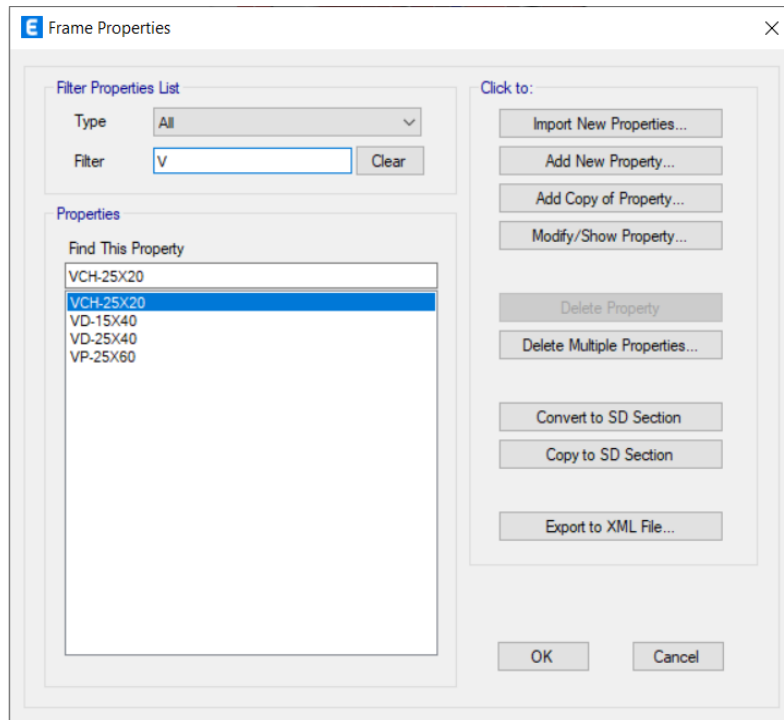 Frame Properties
Filter Properties List
Type
All
Filter
V
Clear
Properties
Find This Property
VCH-25X20
VCH-25X20
VD-15X40
VD-25X40
VP-25X60
Click to:
Import New Properties...
Add New Property...
Add Copy of Property...
Modify/Show Property...
Delete Property
Delete Multiple Properties...
Convert to SD Section
Copy to SD Section
Export to XML File...
OK
Cancel